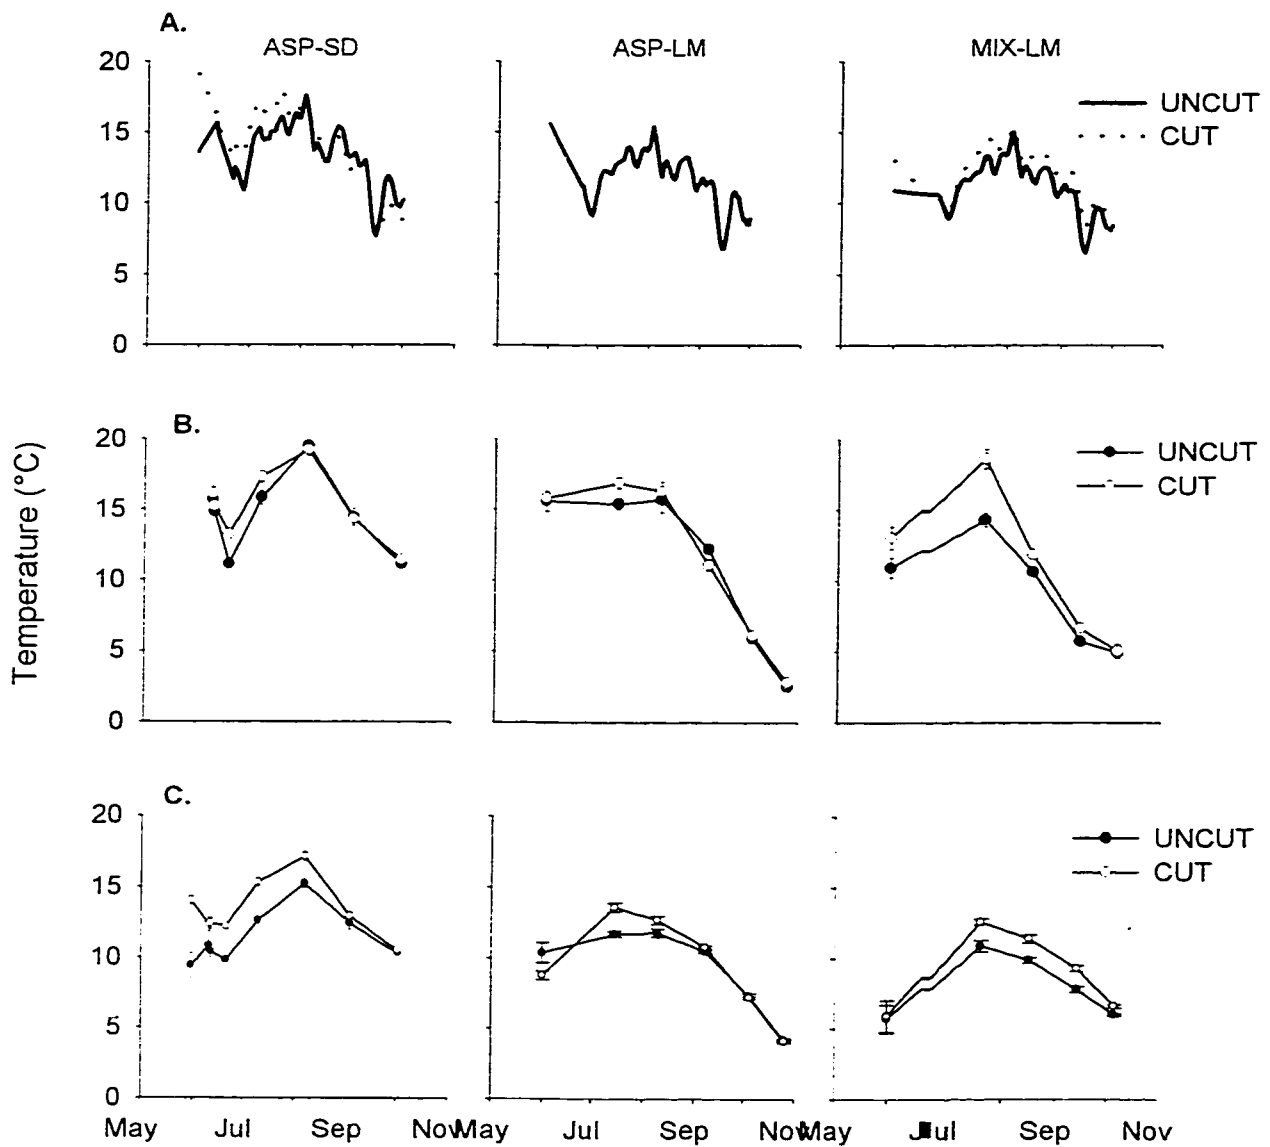 A.
ASP-SD ASP-LM MIX-LM
20
15
10
5
0
UNCUT
CUT
B.
20
15
10
5
0
UNCUT
CUT
Temperature (°C)
C.
20
15
10
5
0
UNCUT
CUT
May Jul Sep Nov May Jul Sep Nov May Jul Sep Nov